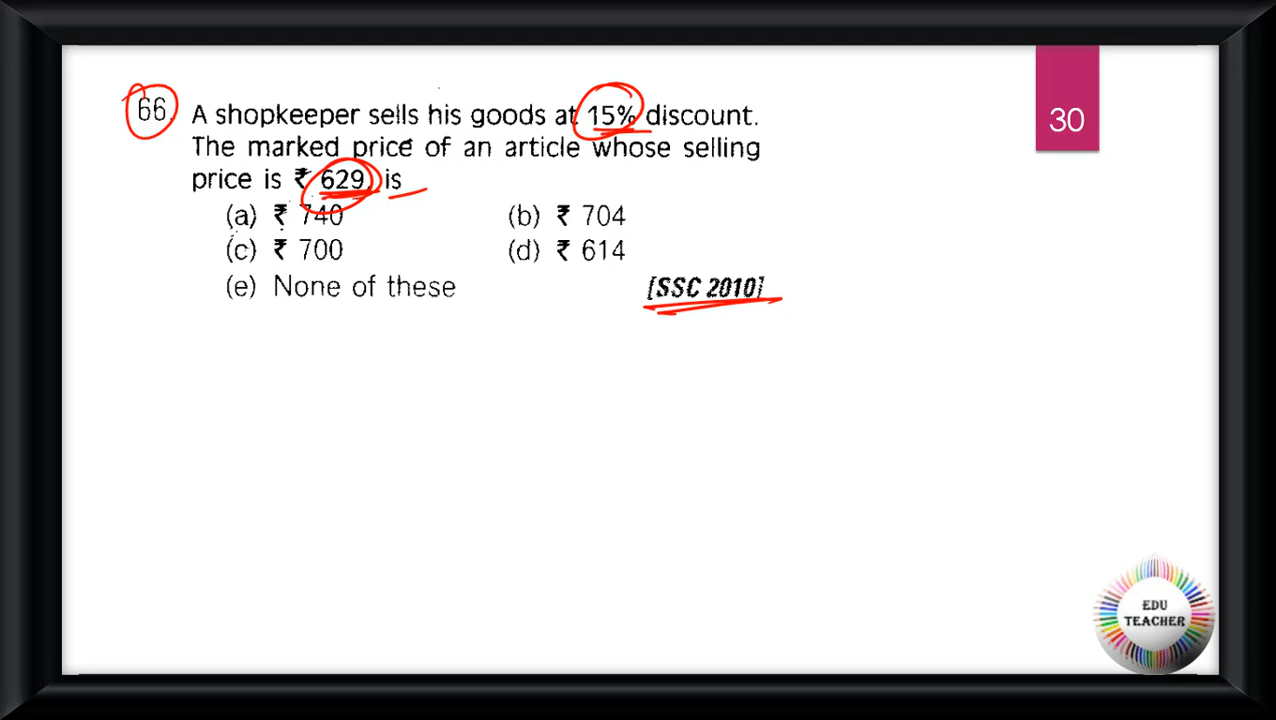 30
66. A shopkeeper sells his goods at 15% discount.
The marked price of an article whose selling
price is ₹ 629, is
(a) ₹ 740 (b) ₹ 704
(c) ₹ 700 (d) ₹ 614
(e) None of these [SSC 2010]
EDU
TEACHER